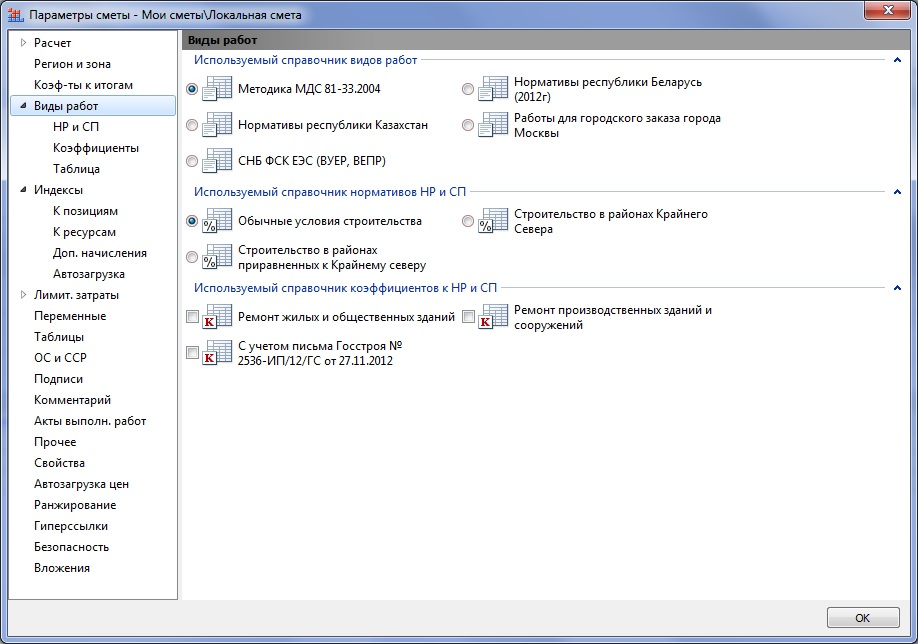 Параметры сметы - Мои сметы\Локальная смета
Расчет
Регион и зона
Коэф-ты к итогам
Виды работ
НР и СП
Коэффициенты
Таблица
Индексы
К позициям
К ресурсам
Доп. начисления
Автозагрузка
Лимит. затраты
Переменные
Таблицы
ОС и ССР
Подписи
Комментарий
Акты выполн. работ
Прочее
Свойства
Автозагрузка цен
Ранжирование
Гиперссылки
Безопасность
Вложения
Виды работ
Используемый справочник видов работ
Методика МДС 81-33.2004
Нормативы республики Беларусь
(2012г)
Нормативы республики Казахстан
Работы для городского заказа города
Москвы
СНБ ФСК ЕЭС (ВУЕР, ВЕПР)
Используемый справочник нормативов НР и СП
% Обычные условия строительства
% Строительство в районах Крайнего
Севера
% Строительство в районах
приравненных к Крайнему северу
Используемый справочник коэффициентов к НР и СП
К Ремонт жилых и общественных зданий
К Ремонт производственных зданий и
сооружений
К С учетом письма Госстроя №
2536-ИП/12/ГС от 27.11.2012
ОК